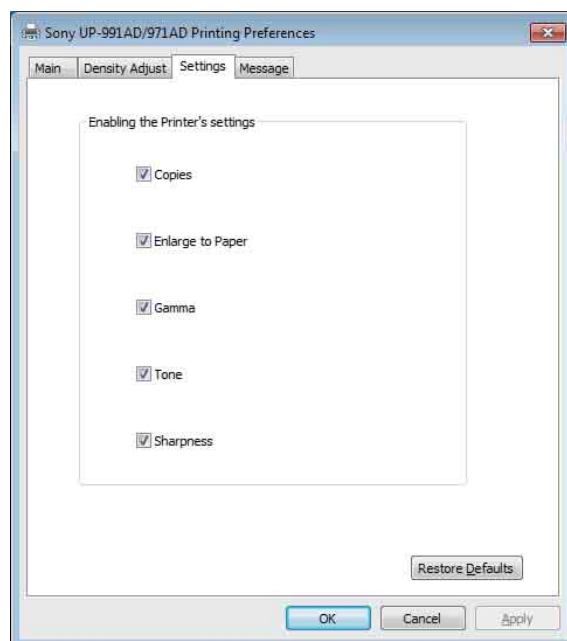 Sony UP-991AD/971AD Printing Preferences
Main Density Adjust Settings Message
Enabling the Printer's settings
Copies
Enlarge to Paper
Gamma
Tone
Sharpness
Restore Defaults
OK Cancel Apply